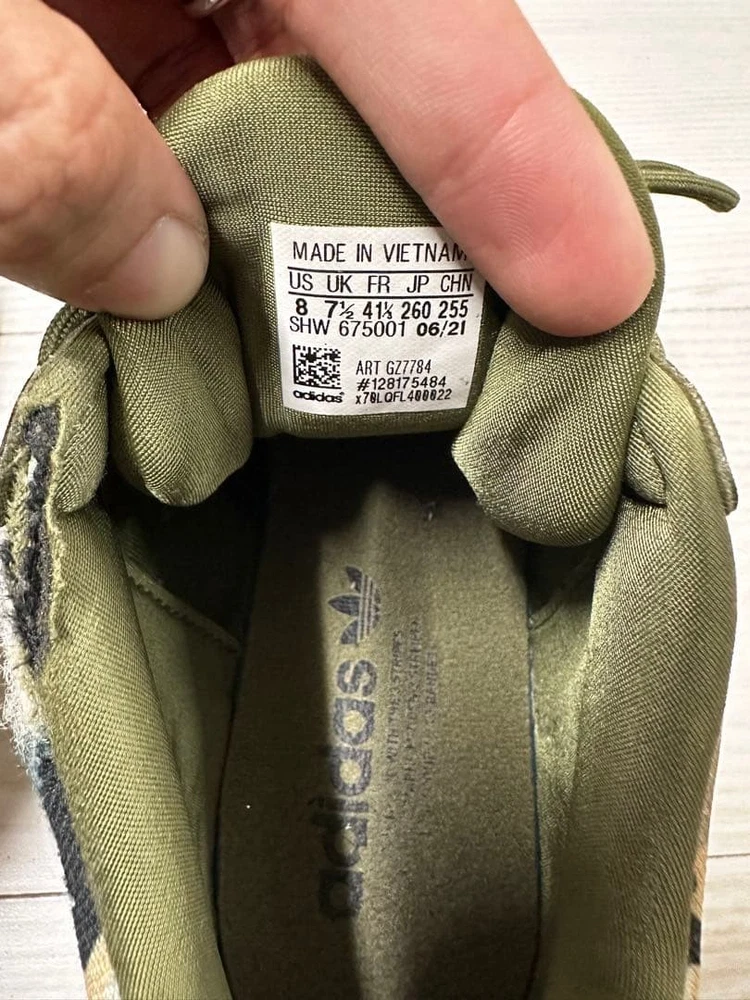 MADE IN VIETNAM
US UK FR JP CHN
8 7½ 41⅓ 260 255
SHW 675001 06/21
ART GZ7784
#128175484
adidas x70LQFL400022
adidas